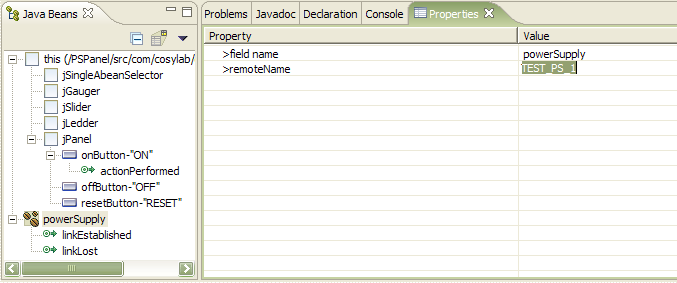 Java Beans
this (/PSPanel/src/com/cosylab/
jSingleAbeanSelector
jGauger
jSlider
jLedder
jPanel
onButton-"ON"
actionPerformed
offButton-"OFF"
resetButton-"RESET"
powerSupply
linkEstablished
linkLost
Problems Javadoc Declaration Console Properties
Property Value
>field name powerSupply
>remoteName TEST_PS_1